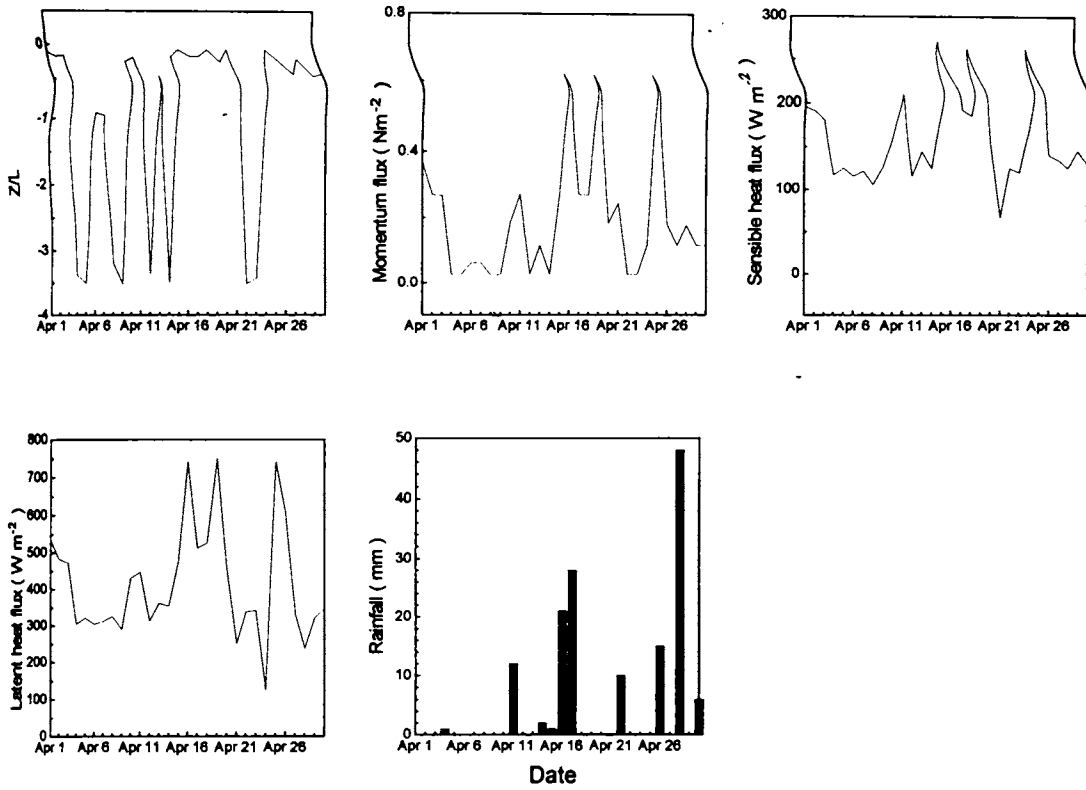 0
-1
-2
-3
-4
Z/L
Apr 1 Apr 6 Apr 11 Apr 16 Apr 21 Apr 26
0.8
0.4
0.0
Momentum flux ( Nm⁻²)
Apr 1 Apr 6 Apr 11 Apr 16 Apr 21 Apr 26
300
200
100
0
Sensible heat flux ( W m⁻²)
Apr 1 Apr 6 Apr 11 Apr 16 Apr 21 Apr 26
800
700
600
500
400
300
200
100
0
Latent heat flux ( W m⁻²)
Apr 1 Apr 6 Apr 11 Apr 16 Apr 21 Apr 26
50
40
30
20
10
0
Rainfall ( mm )
Apr 1 Apr 6 Apr 11 Apr 16 Apr 21 Apr 26
Date